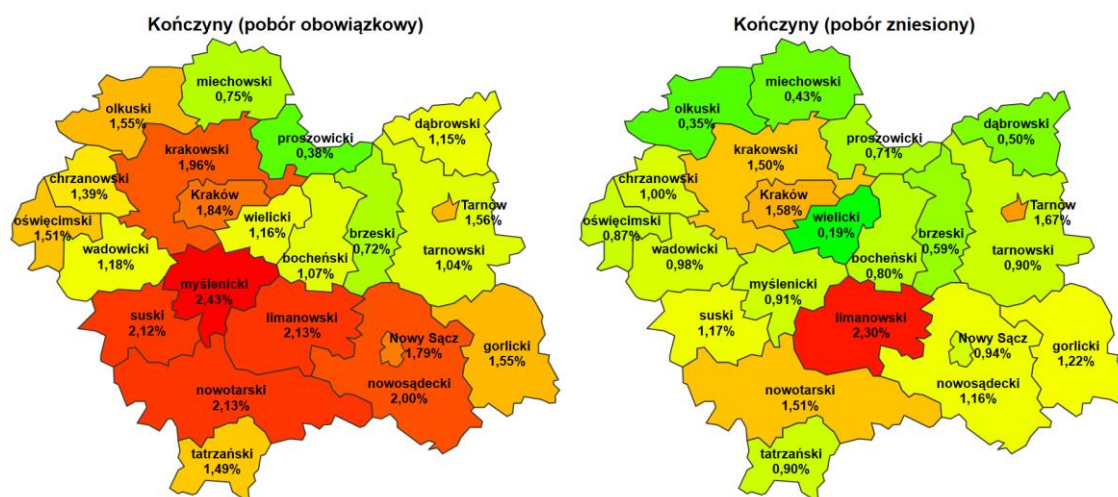 Kończyny (pobór obowiązkowy)
miechowski
0,75%
olkuski
1,55%
proszowicki
0,38%
dąbrowski
1,15%
krakowski
1,96%
chrzanowski
1,39%
Kraków
1,84%
Tarnów
1,56%
oświęcimski
1,51%
wielicki
1,16%
brzeski
0,72%
wadowicki
1,18%
bocheński
1,07%
tarnowski
1,04%
myślenicki
2,43%
suski
2,12%
limanowski
2,13%
Nowy Sącz
1,79%
gorlicki
1,55%
nowotarski
2,13%
nowosądecki
2,00%
tatrzański
1,49%
Kończyny (pobór zniesiony)
miechowski
0,43%
olkuski
0,35%
proszowicki
0,71%
dąbrowski
0,50%
krakowski
1,50%
chrzanowski
1,00%
Kraków
1,58%
Tarnów
1,67%
oświęcimski
0,87%
wielicki
0,19%
brzeski
0,59%
wadowicki
0,98%
bocheński
0,80%
tarnowski
0,90%
myślenicki
0,91%
suski
1,17%
limanowski
2,30%
Nowy Sącz
0,94%
gorlicki
1,22%
nowotarski
1,51%
nowosądecki
1,16%
tatrzański
0,90%